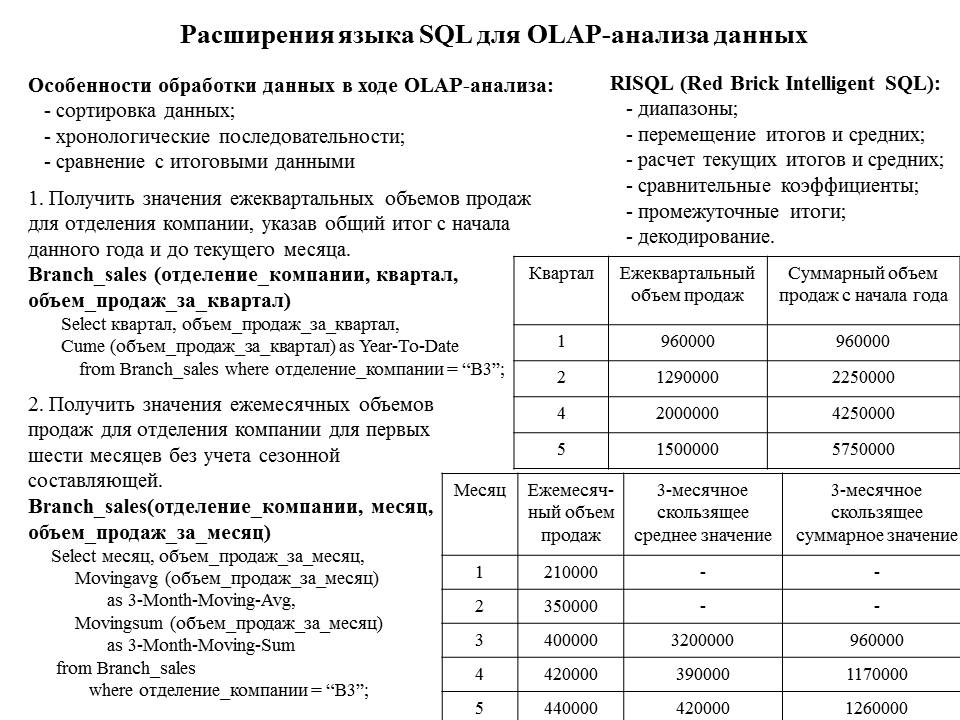 Расширения языка SQL для OLAP-анализа данных
Особенности обработки данных в ходе OLAP-анализа:
- сортировка данных;
- хронологические последовательности;
- сравнение с итоговыми данными
RISQL (Red Brick Intelligent SQL):
- диапазоны;
- перемещение итогов и средних;
- расчет текущих итогов и средних;
- сравнительные коэффициенты;
- промежуточные итоги;
- декодирование.
1. Получить значения ежеквартальных объемов продаж
для отделения компании, указав общий итог с начала
данного года и до текущего месяца.
Branch_sales (отделение_компании, квартал,
объем_продаж_за_квартал)
Select квартал, объем_продаж_за_квартал,
Cume (объем_продаж_за_квартал) as Year-To-Date
from Branch_sales where отделение_компании = “B3”;
Квартал Ежеквартальный Суммарный объем
объем продаж продаж с начала года
1 960000 960000
2 1290000 2250000
4 2000000 4250000
5 1500000 5750000
2. Получить значения ежемесячных объемов
продаж для отделения компании для первых
шести месяцев без учета сезонной
составляющей.
Branch_sales(отделение_компании, месяц,
объем_продаж_за_месяц)
Select месяц, объем_продаж_за_месяц,
Movingavg (объем_продаж_за_месяц)
as 3-Month-Moving-Avg,
Movingsum (объем_продаж_за_месяц)
as 3-Month-Moving-Sum
from Branch_sales
where отделение_компании = “B3”;
Месяц Ежемесяч- 3-месячное 3-месячное
ный объем скользящее скользящее
продаж среднее значение суммарное значение
1 210000 - -
2 350000 - -
3 400000 3200000 960000
4 420000 390000 1170000
5 440000 420000 1260000